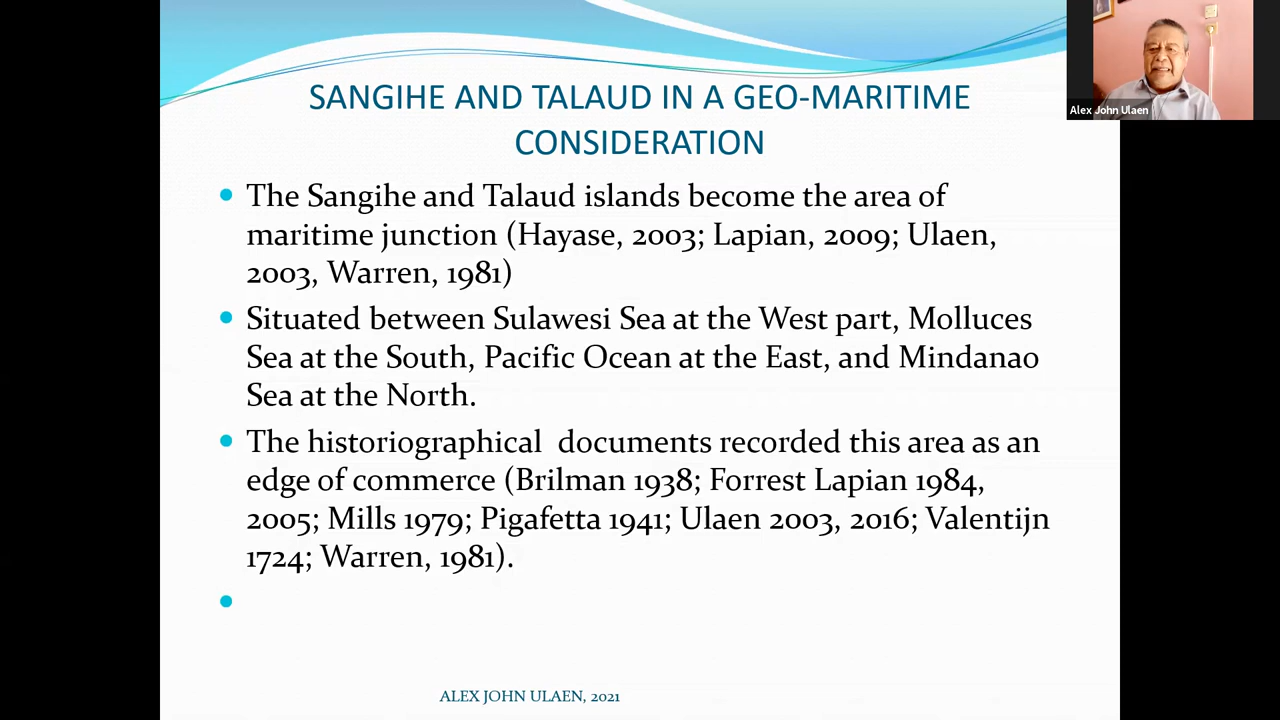 SANGIHE AND TALAUD IN A GEO-MARITIME
CONSIDERATION
Alex John Ulaen
• The Sangihe and Talaud islands become the area of
maritime junction (Hayase, 2003; Lapian, 2009; Ulaen,
2003, Warren, 1981)
• Situated between Sulawesi Sea at the West part, Molluces
Sea at the South, Pacific Ocean at the East, and Mindanao
Sea at the North.
• The historiographical  documents recorded this area as an
edge of commerce (Brilman 1938; Forrest Lapian 1984,
2005; Mills 1979; Pigafetta 1941; Ulaen 2003, 2016; Valentijn
1724; Warren, 1981).
•
ALEX JOHN ULAEN, 2021